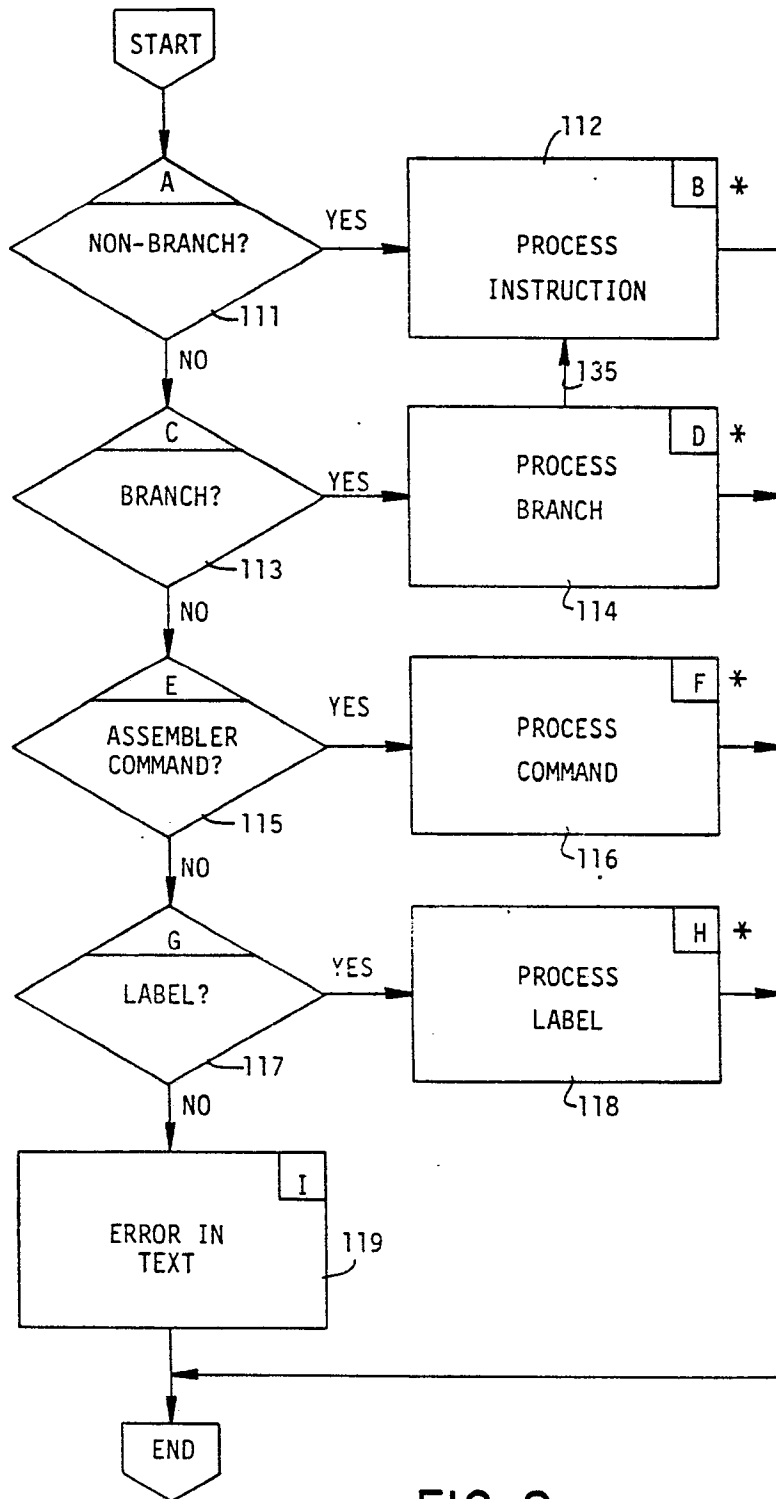 START
112
A
B *
NON-BRANCH?
YES
PROCESS
INSTRUCTION
111
NO
135
C
D *
BRANCH?
YES
PROCESS
BRANCH
113
114
NO
E
F *
ASSEMBLER
COMMAND?
YES
PROCESS
COMMAND
115
116
NO
G
H *
LABEL?
YES
PROCESS
LABEL
117
118
NO
I
ERROR IN
TEXT
119
END